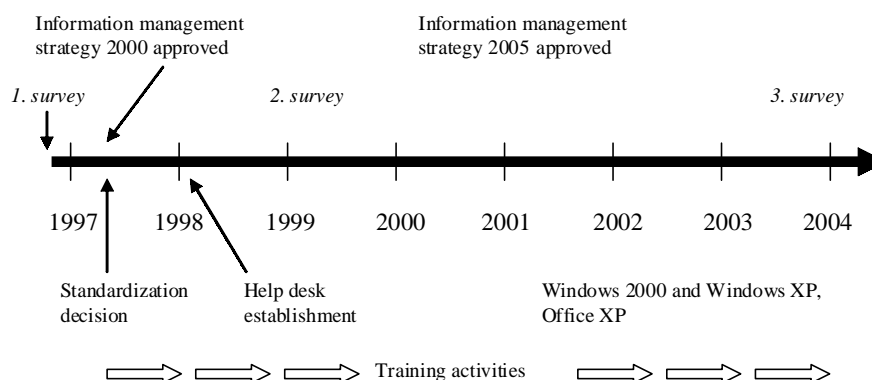 Information management
strategy 2000 approved
Information management
strategy 2005 approved
1. survey
2. survey
3. survey
1997
1998
1999
2000
2001
2002
2003
2004
Standardization
decision
Help desk
establishment
Windows 2000 and Windows XP,
Office XP
Training activities